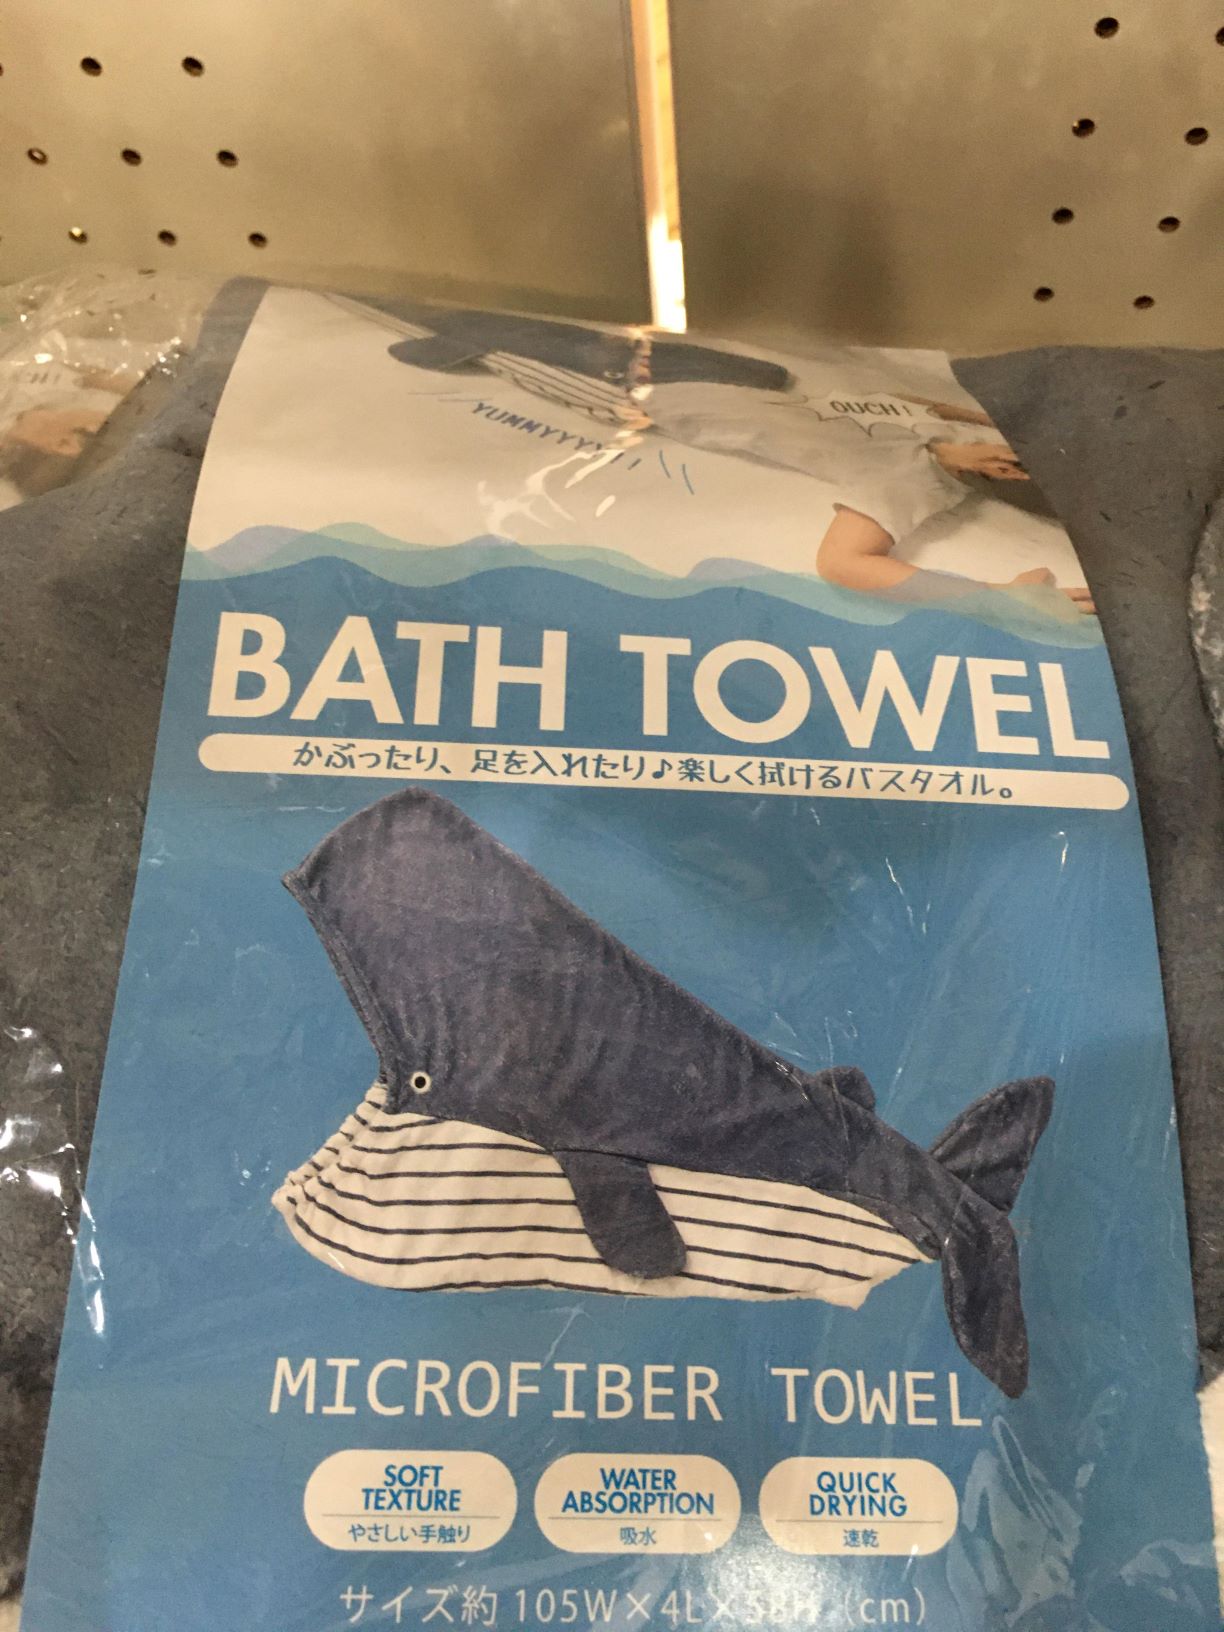 OUCH!
YUMMYYYY!!
BATH TOWEL
かぶったり、足を入れたり♪楽しく拭けるバスタオル。
MICROFIBER TOWEL
SOFT
TEXTURE
やさしい手触り
WATER
ABSORPTION
吸水
QUICK
DRYING
速乾
サイズ約 105W×4L×58H (cm)